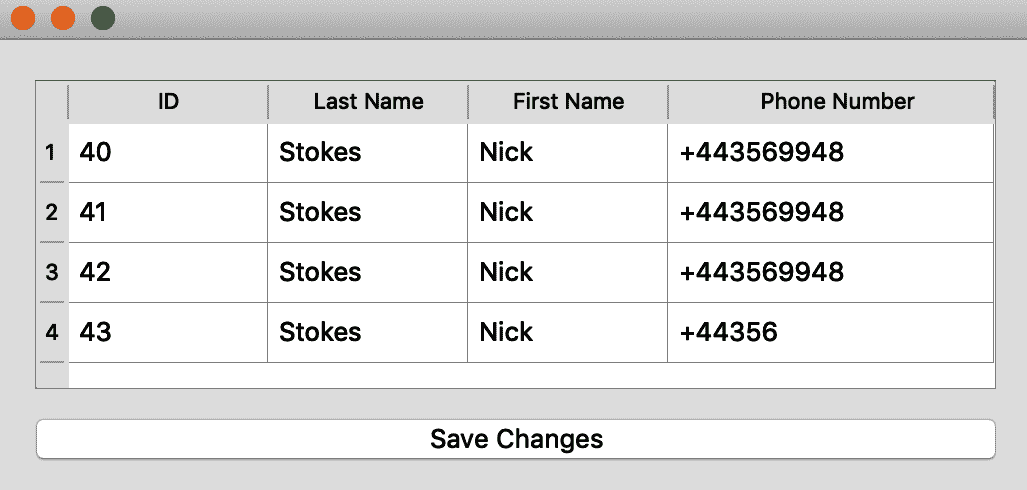 ID Last Name First Name Phone Number
1 40 Stokes Nick +443569948
2 41 Stokes Nick +443569948
3 42 Stokes Nick +443569948
4 43 Stokes Nick +44356
Save Changes